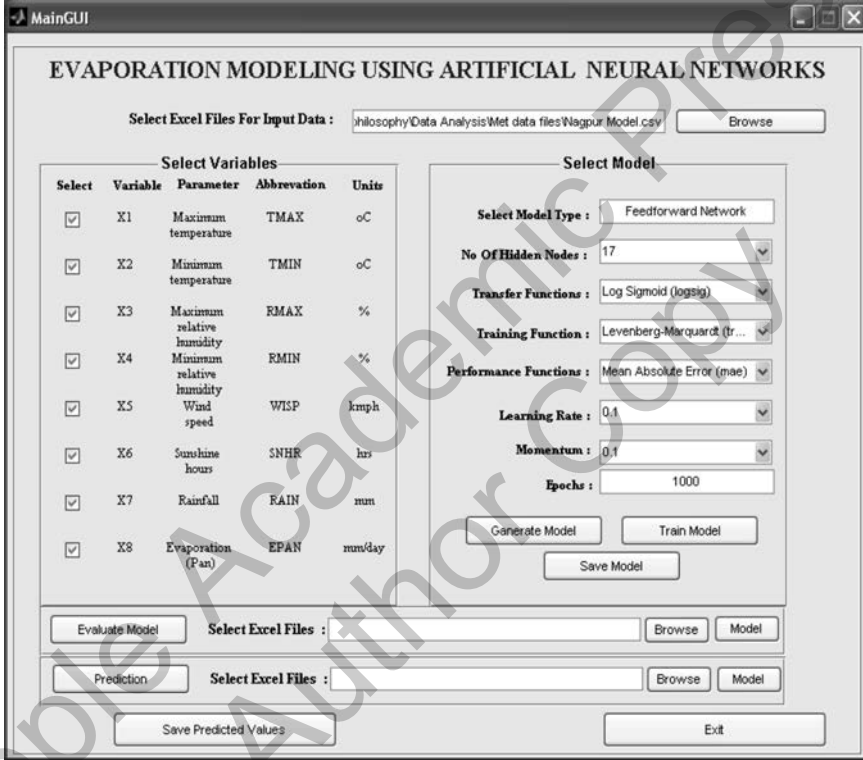 MainGUI
EVAPORATION MODELING USING ARTIFICIAL NEURAL NETWORKS
Select Excel Files For Input Data : philosophy\Data Analysis\Met data files\Nagpur Model.csv Browse
Select Variables
Select Variable Parameter Abbrevation Units
X1 Maximum temperature TMAX oC
X2 Minimum temperature TMIN oC
X3 Maximum relative humidity RMAX %
X4 Minimum relative humidity RMIN %
X5 Wind speed WISP kmph
X6 Sunshine hours SNHR hrs
X7 Rainfall RAIN mm
X8 Evaporation (Pan) EPAN mm/day
Select Model
Select Model Type : Feedforward Network
No Of Hidden Nodes : 17
Transfer Functions : Log Sigmoid (logsig)
Training Function : Levenberg-Marquardt (tr...
Performance Functions : Mean Absolute Error (mae)
Learning Rate : 0.1
Momentum : 0.1
Epochs : 1000
Ganerate Model Train Model
Save Model
Evaluate Model Select Excel Files : Browse Model
Prediction Select Excel Files : Browse Model
Save Predicted Values Exit
ple Academic Pre
Author Copy